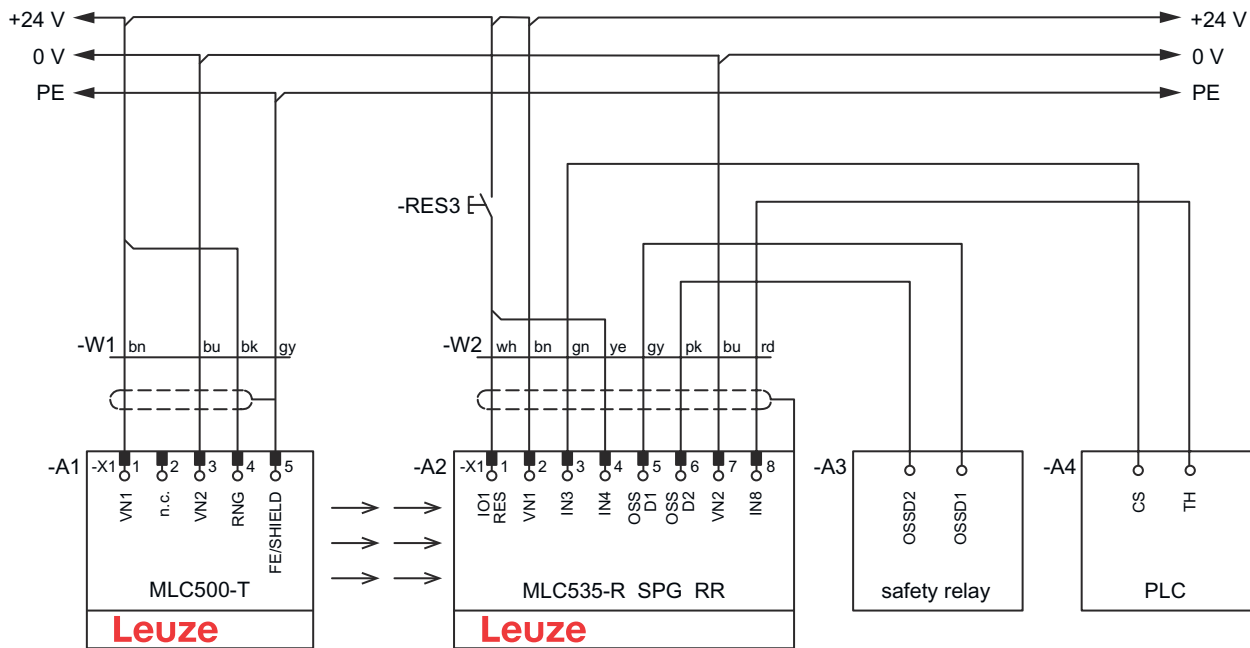 +24 V
+24 V
0 V
0 V
PE
PE
-RES3
-W1
bn
bu
bk
gy
-W2
wh
bn
gn
ye
gy
pk
bu
rd
-A1
-X1
1
2
3
4
5
VN1
n.c.
VN2
RNG
FE/SHIELD
MLC500-T
Leuze
-A2
-X1
1
2
3
4
5
6
7
8
IO1
RES
VN1
IN3
IN4
OSS
D1
OSS
D2
VN2
IN8
MLC535-R SPG RR
Leuze
-A3
OSSD2
OSSD1
safety relay
-A4
CS
TH
PLC